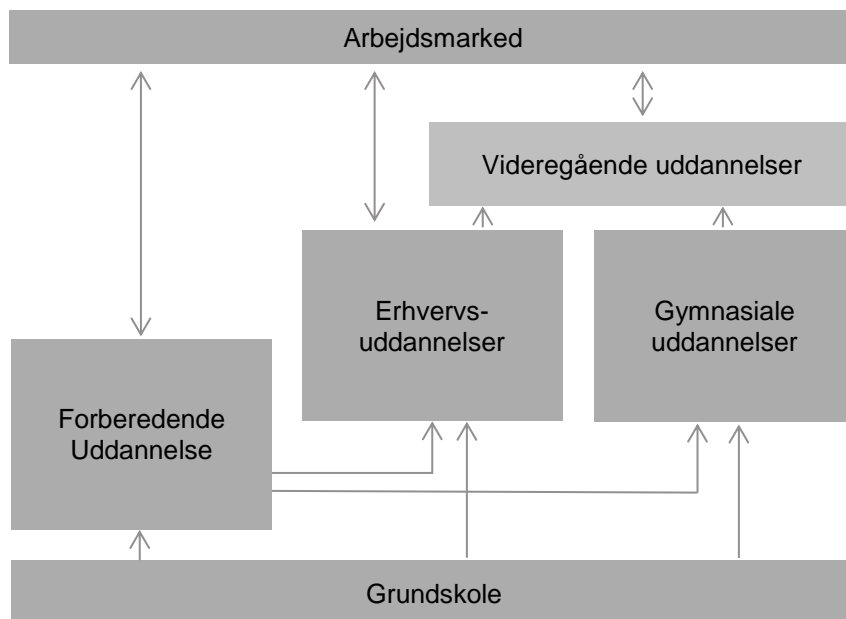 Arbejdsmarked
Videregående uddannelser
Erhvervs-
uddannelser
Gymnasiale
uddannelser
Forberedende
Uddannelse
Grundskole